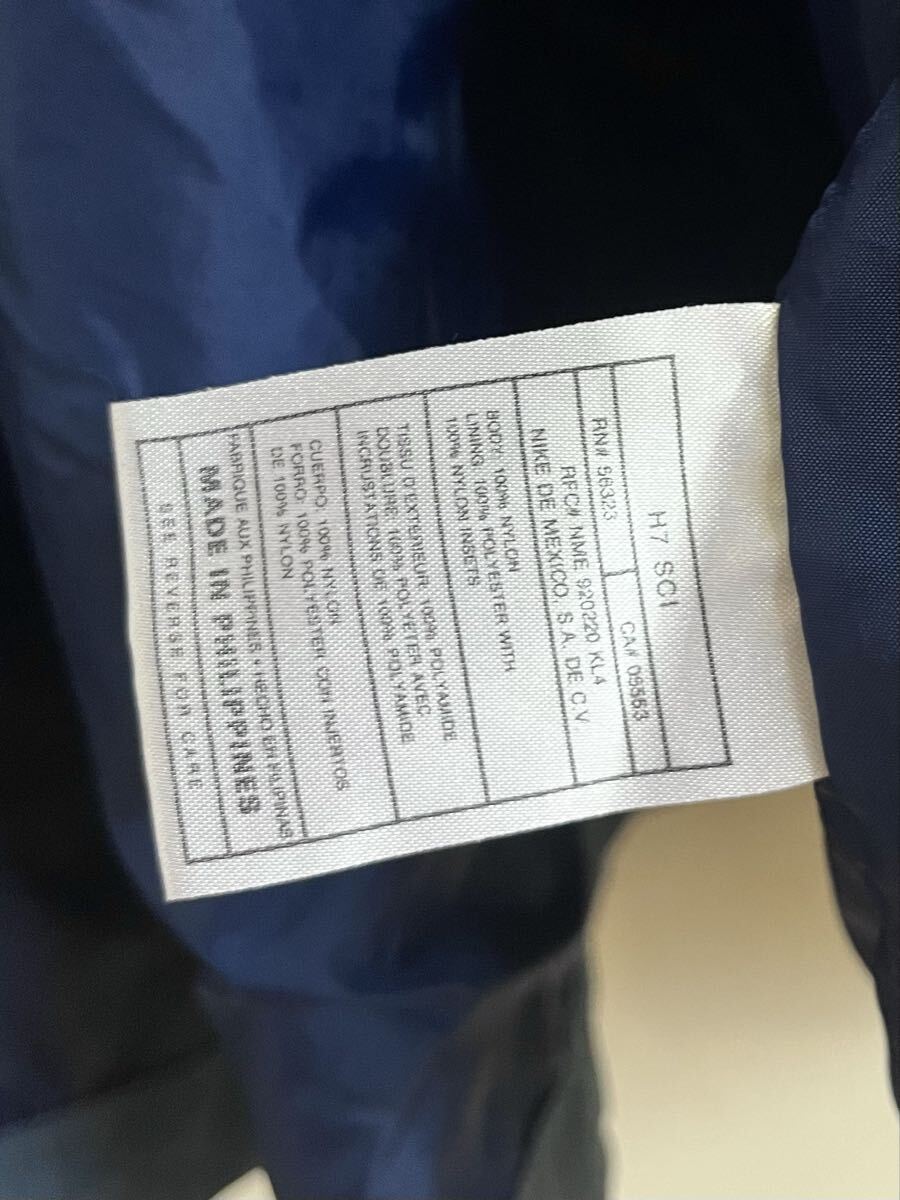 H7 SCI
RN# 56323 CA# 05553
RFC# NME 920220 KL4
NIKE DE MEXICO S.A. DE C.V.
BODY: 100% NYLON
LINING: 100% POLYESTER WITH
100% NYLON INSETS
TISSU D'EXTERIEUR: 100% POLYAMIDE
DOUBLURE: 100% POLYETER AVEC
INCRUSTATIONS DE 100% POLYAMIDE
CUERPO: 100% NYLON
FORRO: 100% POLYESTER, CON INJERTOS
DE 100% NYLON
FABRIQUE AUX PHILIPPINES • HECHO EN FILIPINAS
MADE IN PHILIPPINES
SEE REVERSE FOR CARE